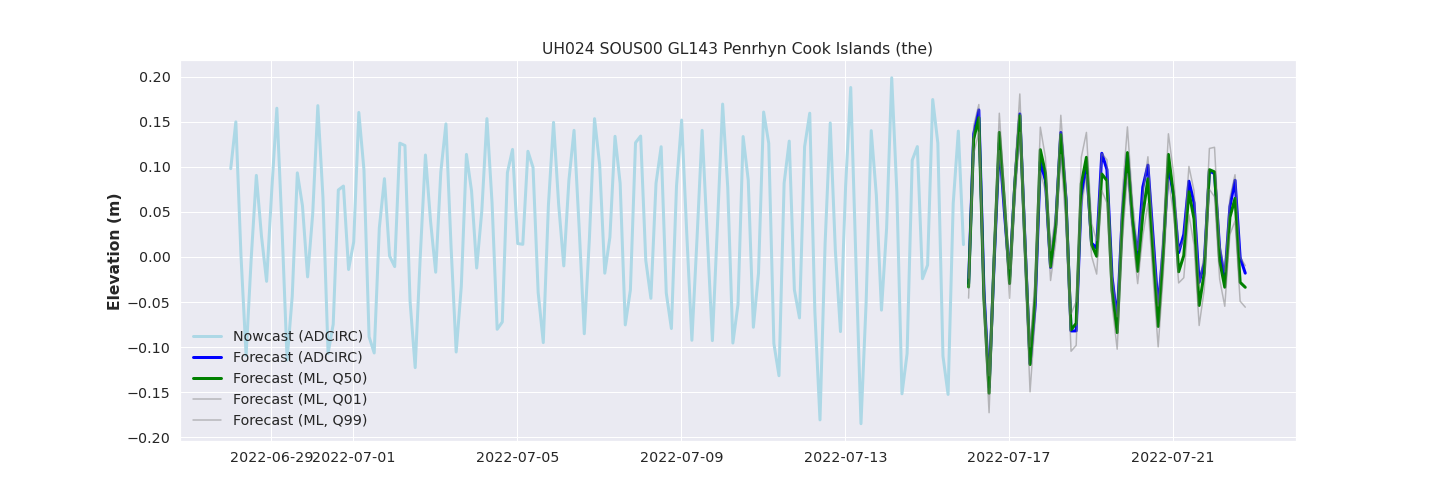 UH024 SOUS00 GL143 Penrhyn Cook Islands (the)
Elevation (m)
0.20
0.15
0.10
0.05
0.00
−0.05
−0.10
−0.15
−0.20
Nowcast (ADCIRC)
Forecast (ADCIRC)
Forecast (ML, Q50)
Forecast (ML, Q01)
Forecast (ML, Q99)
2022-06-29 2022-07-01 2022-07-05 2022-07-09 2022-07-13 2022-07-17 2022-07-21